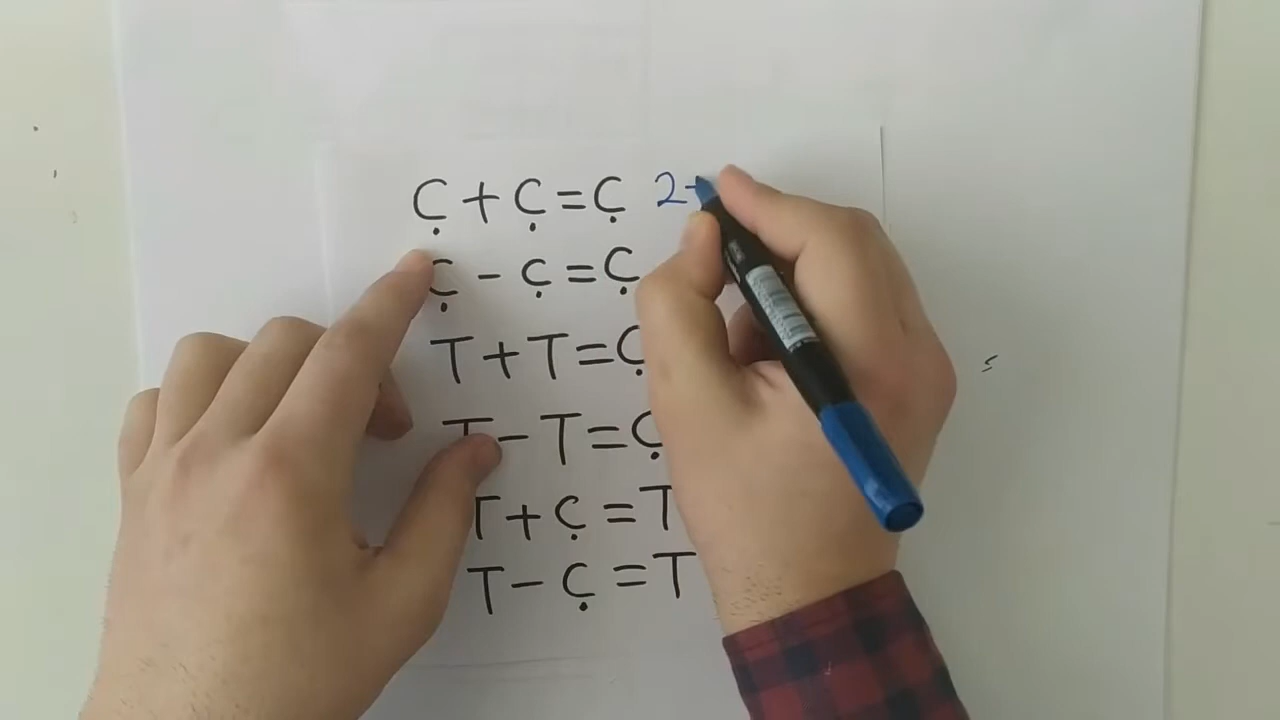 Ç + Ç = Ç 2+
Ç - Ç = Ç
T + T = Ç
T - T = Ç
T + Ç = T
T - Ç = T